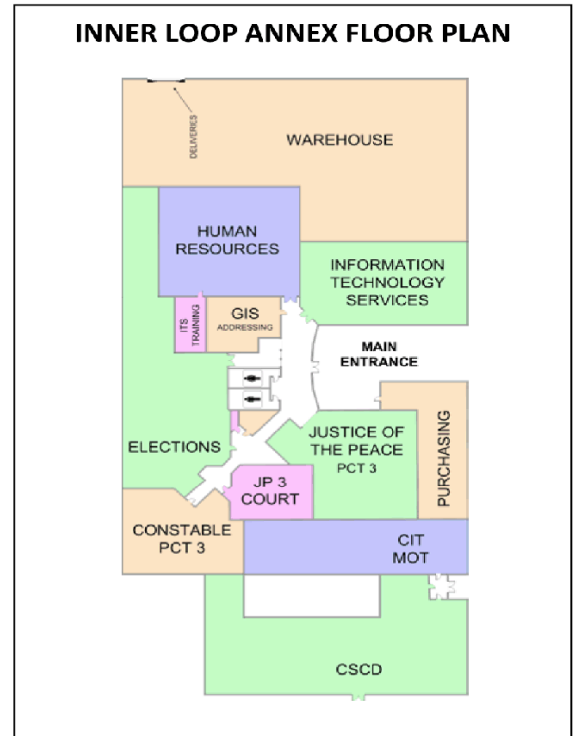 INNER LOOP ANNEX FLOOR PLAN
DELIVERIES
WAREHOUSE
HUMAN
RESOURCES
INFORMATION
TECHNOLOGY
SERVICES
ITS
TRAINING
GIS
ADDRESSING
MAIN
ENTRANCE
ELECTIONS
JUSTICE OF
THE PEACE
PCT 3
PURCHASING
JP 3
COURT
CONSTABLE
PCT 3
CIT
MOT
CSCD